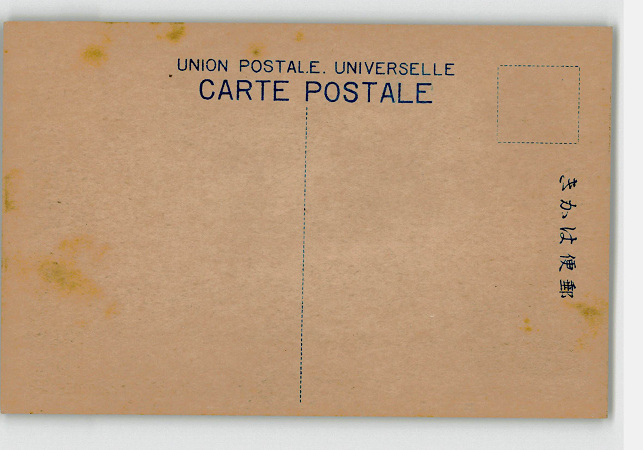 UNION POSTALE. UNIVERSELLE
CARTE POSTALE
きかは便郵